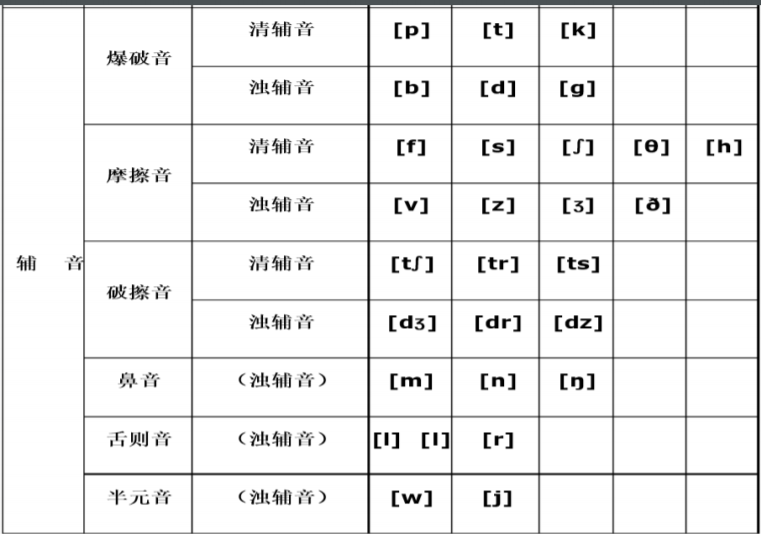 清辅音 [p] [t] [k]
爆破音
浊辅音 [b] [d] [g]
清辅音 [f] [s] [ʃ] [θ] [h]
摩擦音
浊辅音 [v] [z] [ʒ] [ð]
辅 音
清辅音 [tʃ] [tr] [ts]
破擦音
浊辅音 [dʒ] [dr] [dz]
鼻音 （浊辅音） [m] [n] [ŋ]
舌则音 （浊辅音） [l] [l] [r]
半元音 （浊辅音） [w] [j]